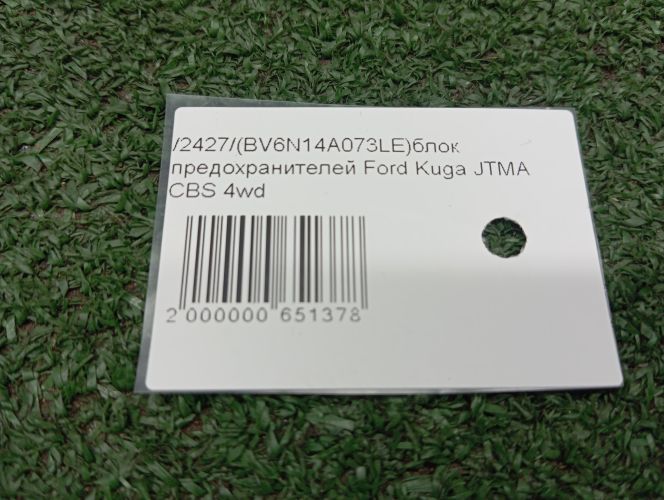 /2427/(BV6N14A073LE)блок
предохранителей Ford Kuga JTMA
CBS 4wd
2 000000 651378